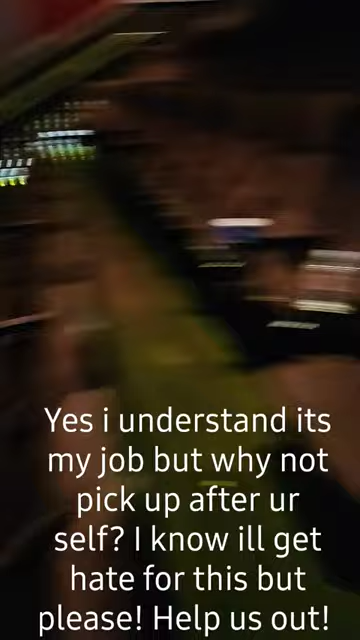 Yes i understand its
my job but why not
pick up after ur
self? I know ill get
hate for this but
please! Help us out!